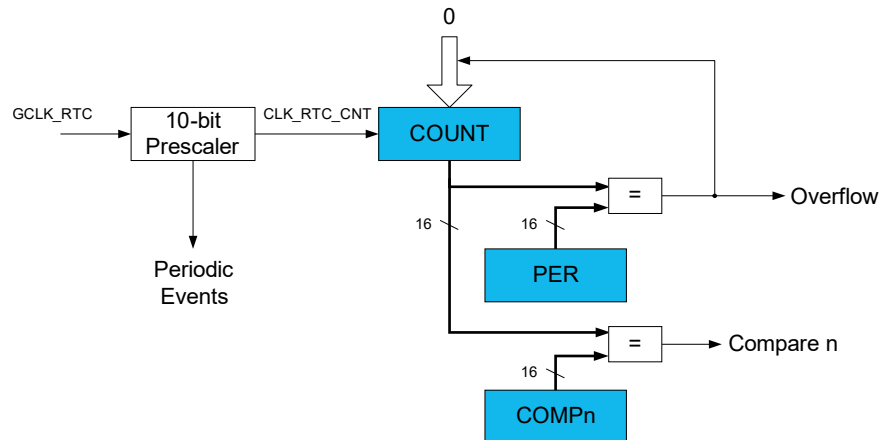 0
GCLK_RTC
10-bit
Prescaler
CLK_RTC_CNT
COUNT
=
Overflow
16
16
Periodic
Events
PER
=
Compare n
16
COMPn